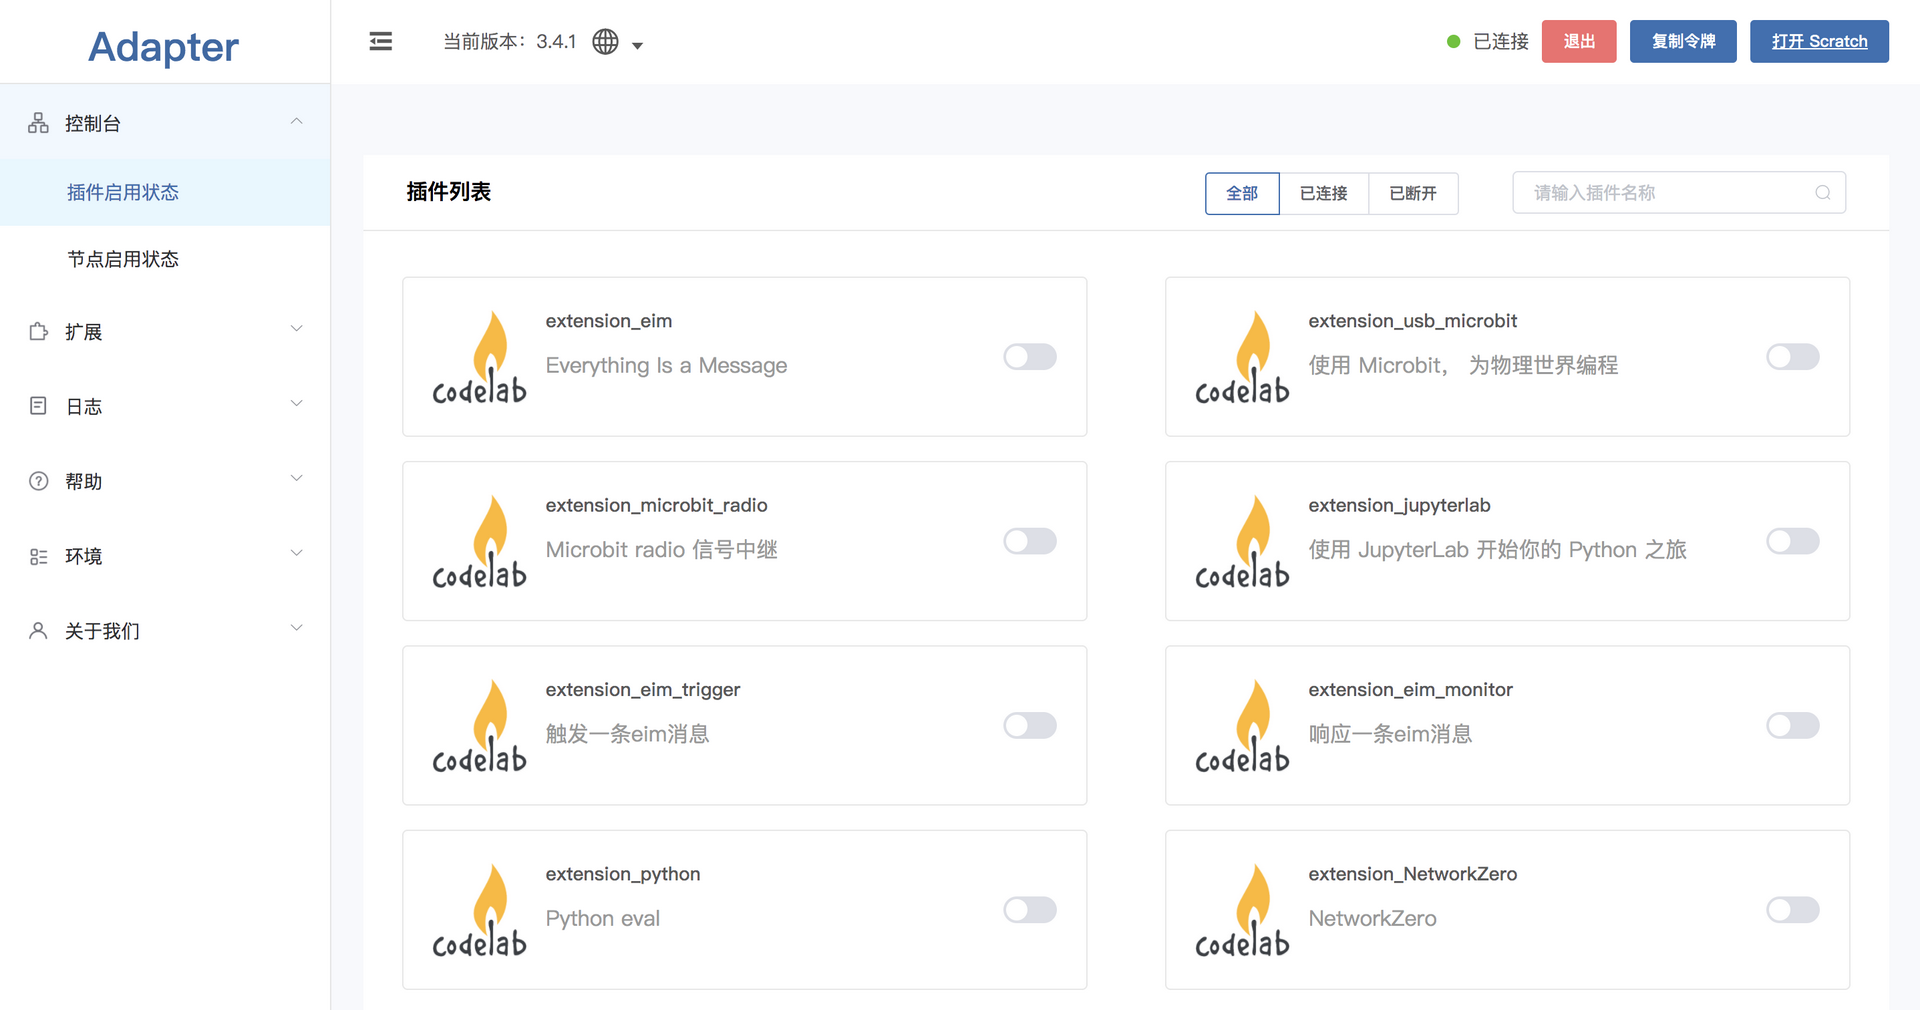 Adapter
当前版本：3.4.1
已连接
退出
复制令牌
打开 Scratch
控制台
插件启用状态
节点启用状态
扩展
日志
帮助
环境
关于我们
插件列表
全部
已连接
已断开
请输入插件名称
codelab
extension_eim
Everything Is a Message
codelab
extension_usb_microbit
使用 Microbit， 为物理世界编程
codelab
extension_microbit_radio
Microbit radio 信号中继
codelab
extension_jupyterlab
使用 JupyterLab 开始你的 Python 之旅
codelab
extension_eim_trigger
触发一条eim消息
codelab
extension_eim_monitor
响应一条eim消息
codelab
extension_python
Python eval
codelab
extension_NetworkZero
NetworkZero